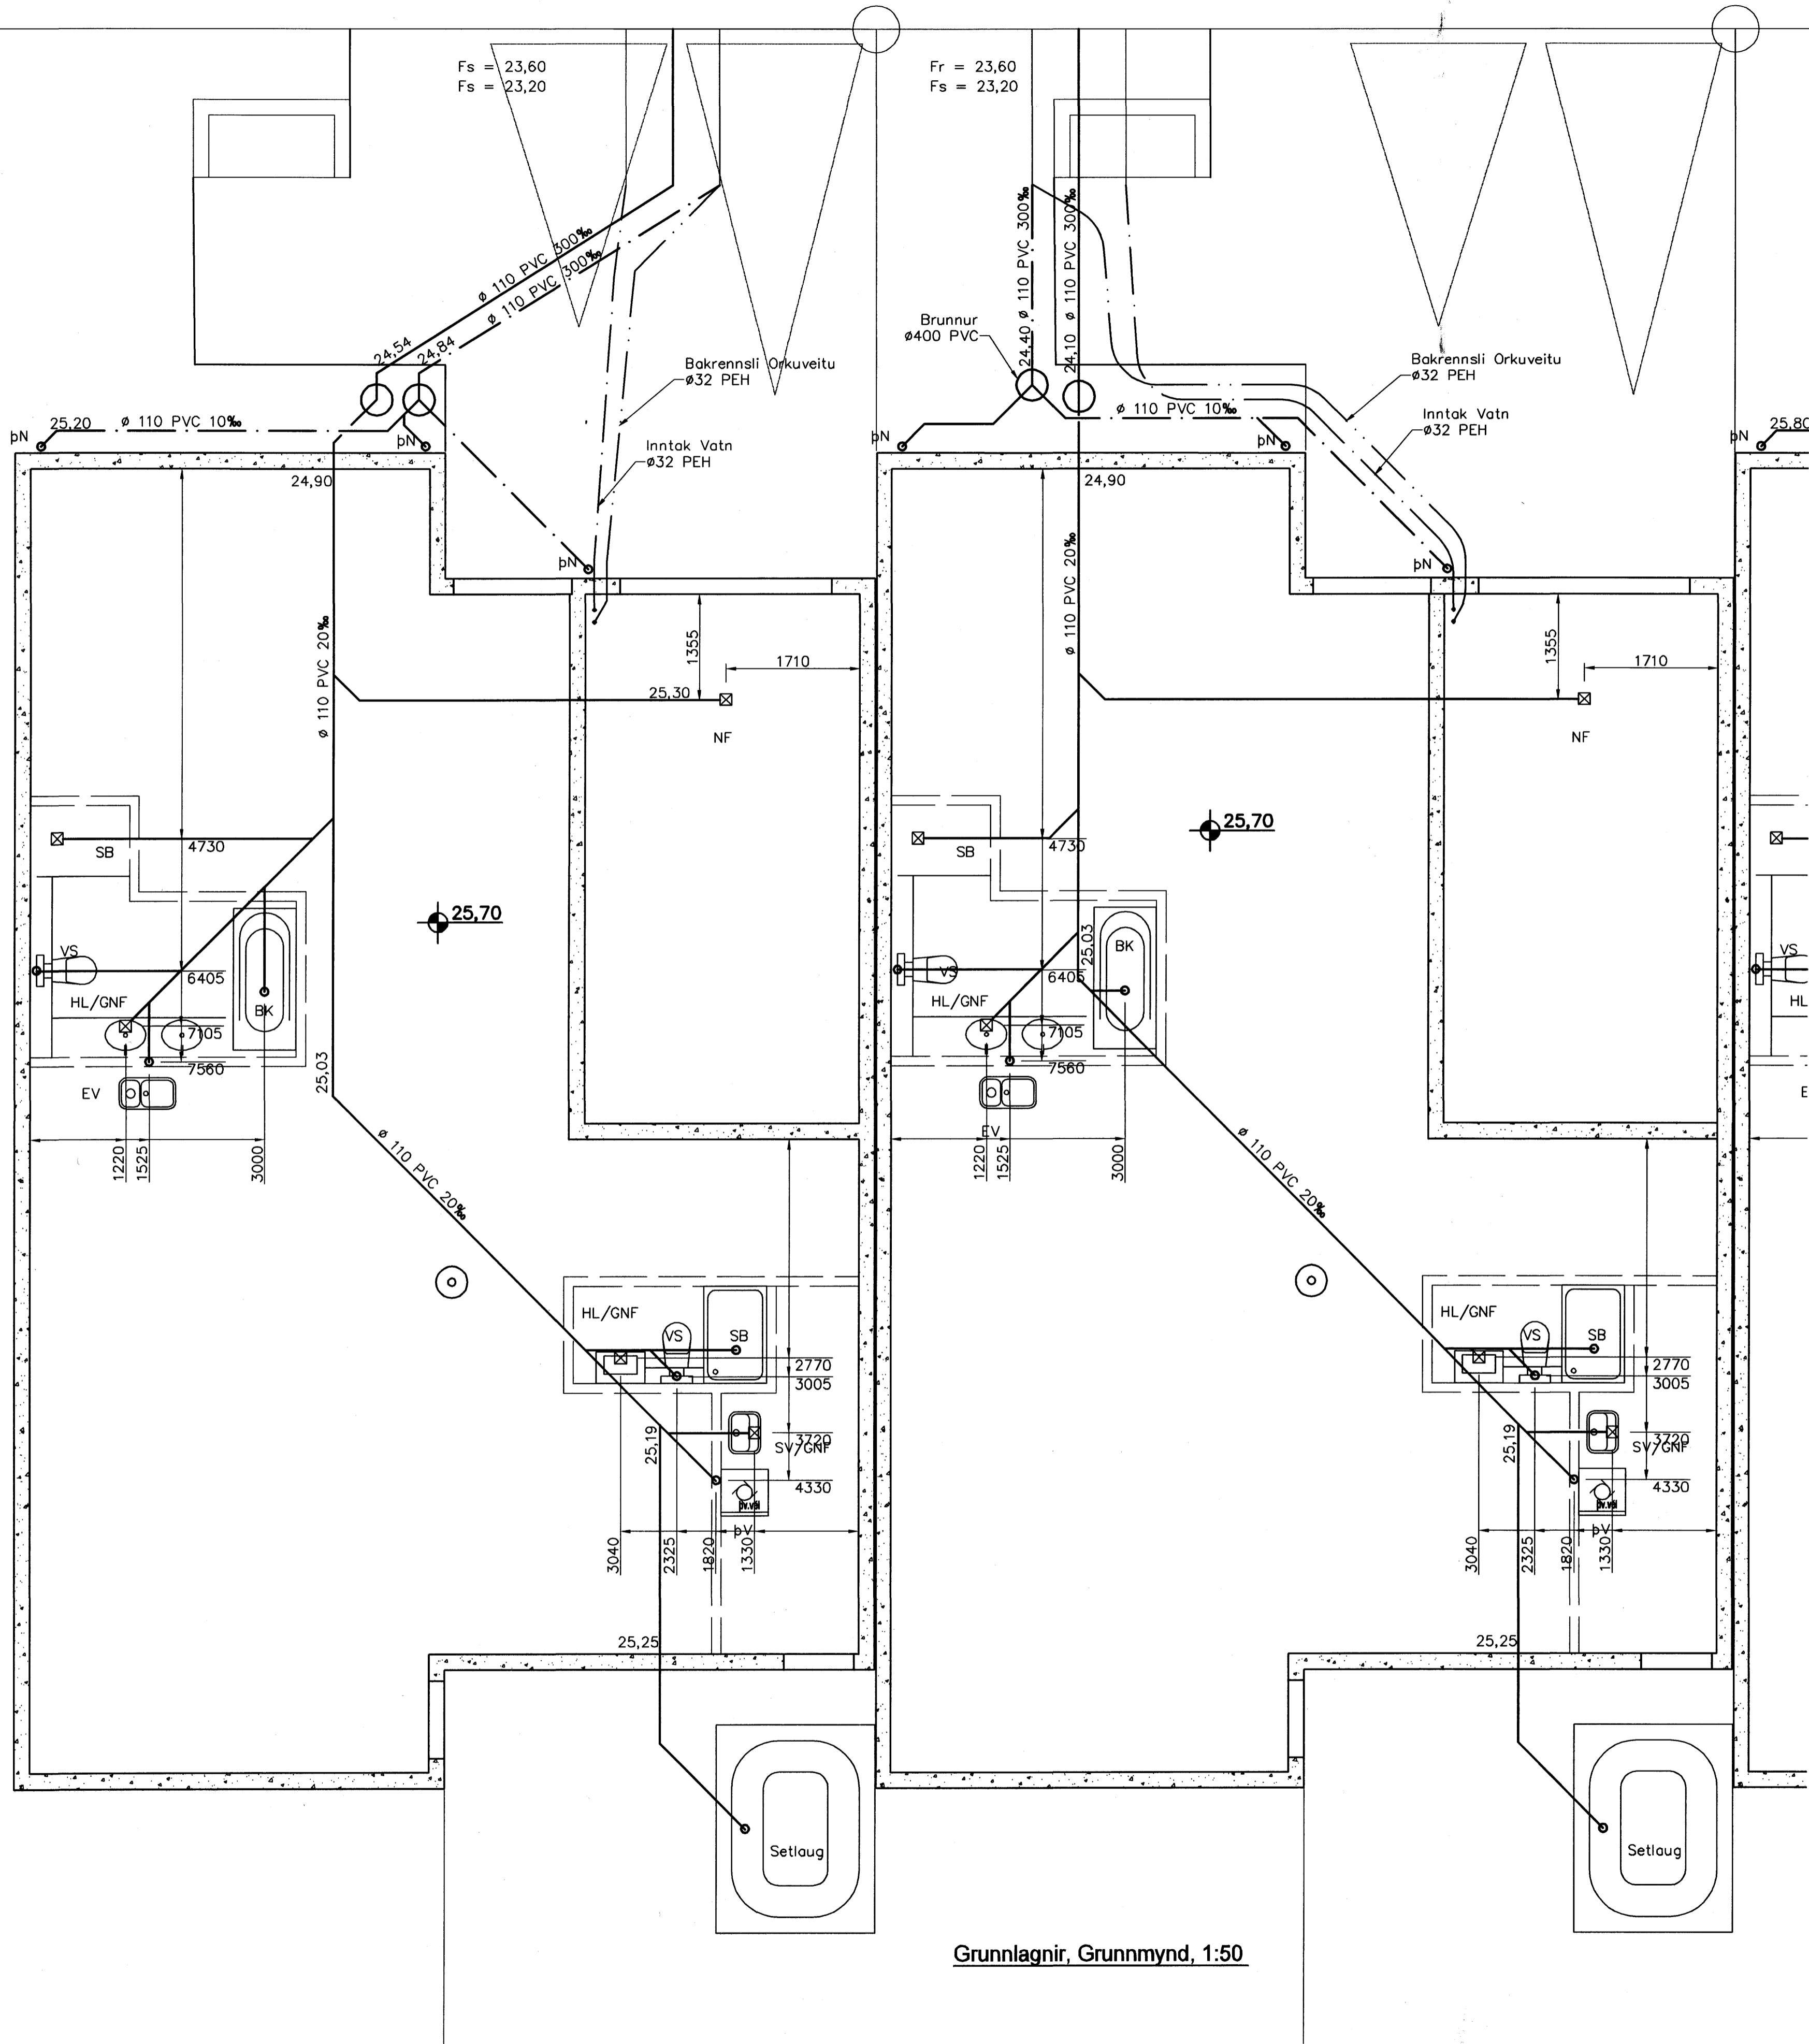 Fs = 23,60
Fs = 23,20
Fr = 23,60
Fs = 23,20
ø 110 PVC 300‰
ø 110 PVC 300‰
24,54
24,84
Bakrennsli Orkuveitu
ø32 PEH
Inntak Vatn
ø32 PEH
25,20
ø 110 PVC 10‰
þN
þN
þN
24,90
ø 110 PVC 20‰
1355
1710
25,30
NF
SB
4730
25,70
VS
6405
HL/GNF
BK
7105
7560
EV
25,03
1220
1525
3000
ø 110 PVC 20‰
HL/GNF
VS
SB
2770
3005
3720
SV/GNF
4330
25,19
þv.vél
þV
3040
2325
1820
1330
25,25
Setlaug
24,40 ø 110 PVC 300‰
24,10 ø 110 PVC 300‰
Brunnur
ø400 PVC
Bakrennsli Orkuveitu
ø32 PEH
Inntak Vatn
ø32 PEH
ø 110 PVC 10‰
þN
þN
þN
24,90
ø 110 PVC 20‰
1355
1710
NF
SB
4730
25,70
25,03
BK
VS
6405
HL/GNF
7105
7560
EV
1220
1525
3000
ø 110 PVC 20‰
HL/GNF
VS
SB
2770
3005
3720
SV/GNF
4330
25,19
þv.vél
þV
3040
2325
1820
1330
25,25
Setlaug
þN
25,80
VS
HL
E
Grunnlagnir, Grunnmynd, 1:50